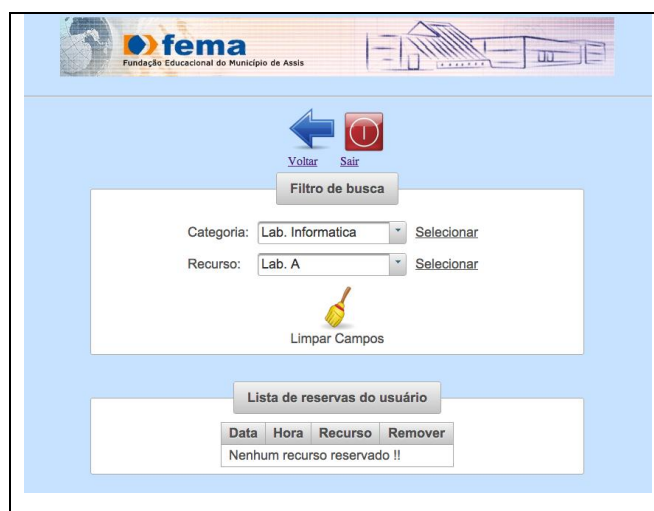 fema
Fundação Educacional do Município de Assis
Voltar Sair
Filtro de busca
Categoria: Lab. Informatica Selecionar
Recurso: Lab. A Selecionar
Limpar Campos
Lista de reservas do usuário
Data Hora Recurso Remover
Nenhum recurso reservado !!